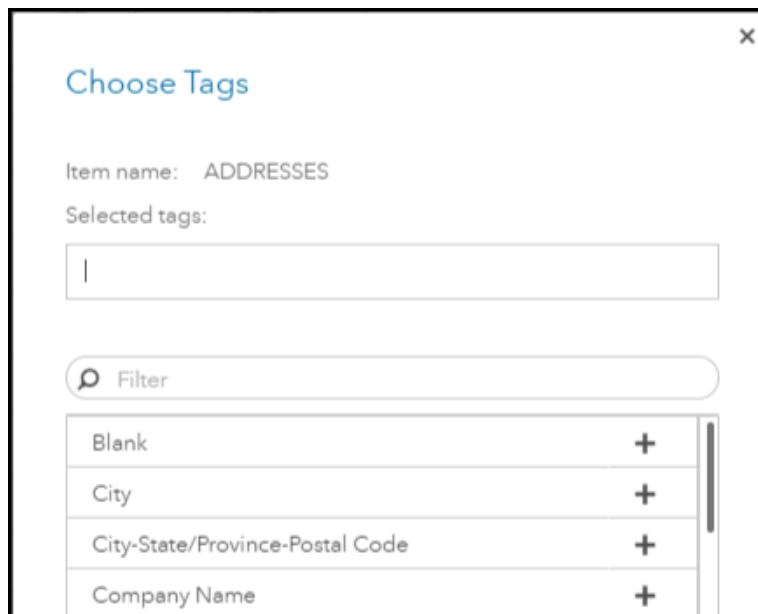 Choose Tags
Item name: ADDRESSES
Selected tags:
Filter
Blank
City
City-State/Province-Postal Code
Company Name